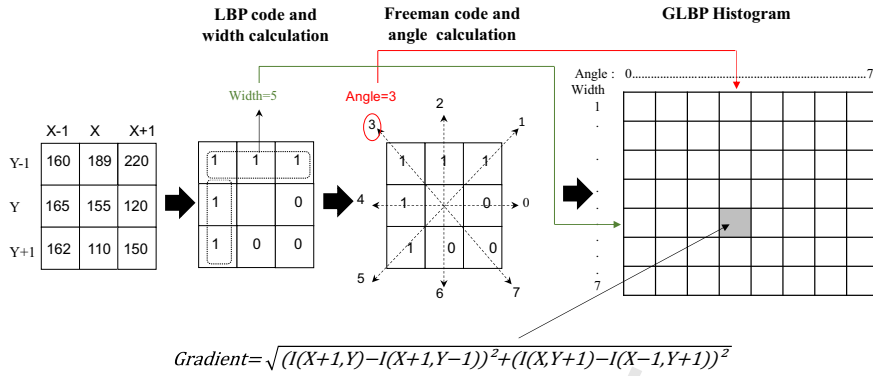 LBP code and
width calculation
Freeman code and
angle calculation
GLBP Histogram
Angle : 0............................................................7
Width
1
.
.
.
.
.
.
.
7
Width=5
Angle=3
X-1 X X+1
Y-1 160 189 220
Y 165 155 120
Y+1 162 110 150
1 1 1
1 0
1 0 0
3 2 1
1 1 1
4 1 0 0
1 0 0
5 6 7
Gradient=√(I(X+1,Y)−I(X+1,Y−1))²+(I(X,Y+1)−I(X−1,Y+1))²